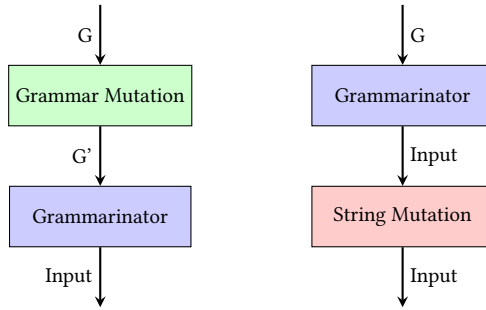 G
Grammar Mutation
G'
Grammarinator
Input
G
Grammarinator
Input
String Mutation
Input